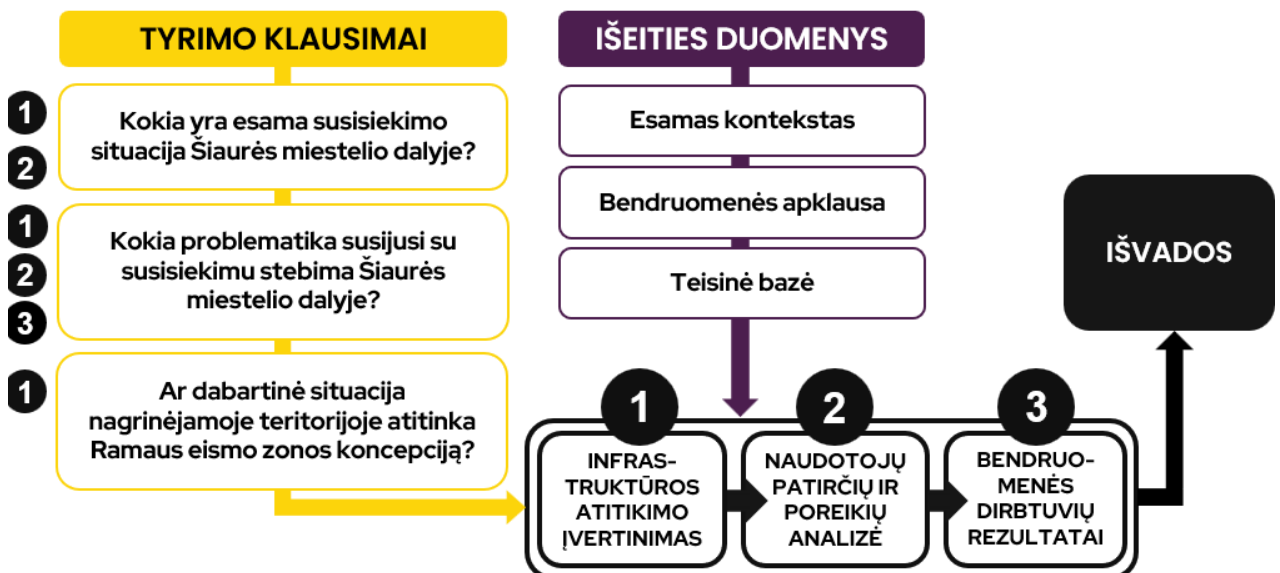 TYRIMO KLAUSIMAI
1
2
Kokia yra esama susisiekimo
situacija Šiaurės miestelio dalyje?
1
2
3
Kokia problematika susijusi su
susisiekimu stebima Šiaurės
miestelio dalyje?
1
Ar dabartinė situacija
nagrinėjamoje teritorijoje atitinka
Ramaus eismo zonos koncepciją?
IŠEITIES DUOMENYS
Esamas kontekstas
Bendruomenės apklausa
Teisinė bazė
1
INFRAS-
TRUKTŪROS
ATITIKIMO
ĮVERTINIMAS
2
NAUDOTOJŲ
PATIRČIŲ IR
POREIKIŲ
ANALIZĖ
3
BENDRUO-
MENĖS
DIRBTUVIŲ
REZULTATAI
IŠVADOS